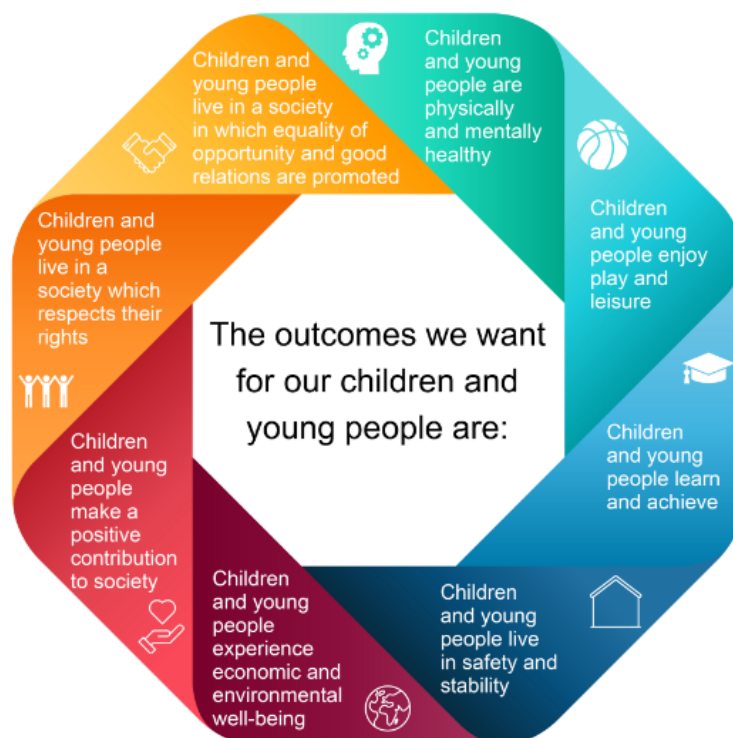 The outcomes we want
for our children and
young people are:
Children
and young
people are
physically
and mentally
healthy
Children
and young
people enjoy
play and
leisure
Children
and young
people learn
and achieve
Children
and young
people live
in safety and
stability
Children
and young
people
experience
economic and
environmental
well-being
Children
and young
people
make a
positive
contribution
to society
Children and
young people
live in a
society which
respects their
rights
Children and
young people
live in a society
in which equality of
opportunity and good
relations are promoted